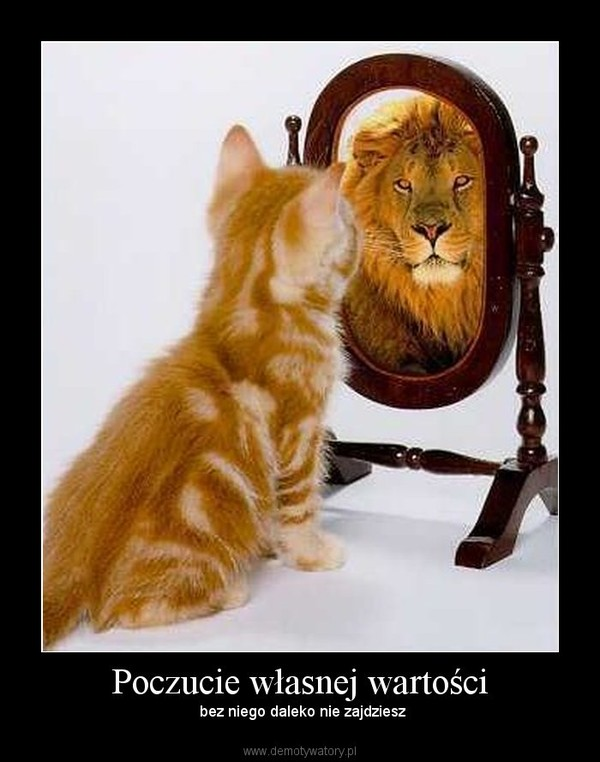 Poczucie własnej wartości
bez niego daleko nie zajdziesz
www.demotywatory.pl